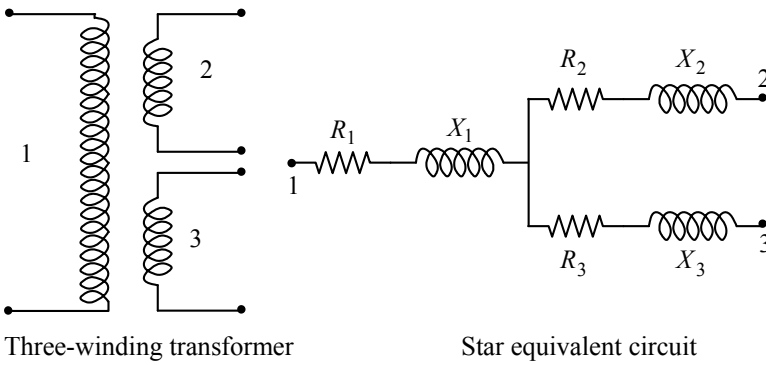 1
2
3
1
R1
X1
R2
X2
2
R3
X3
3
Three-winding transformer
Star equivalent circuit